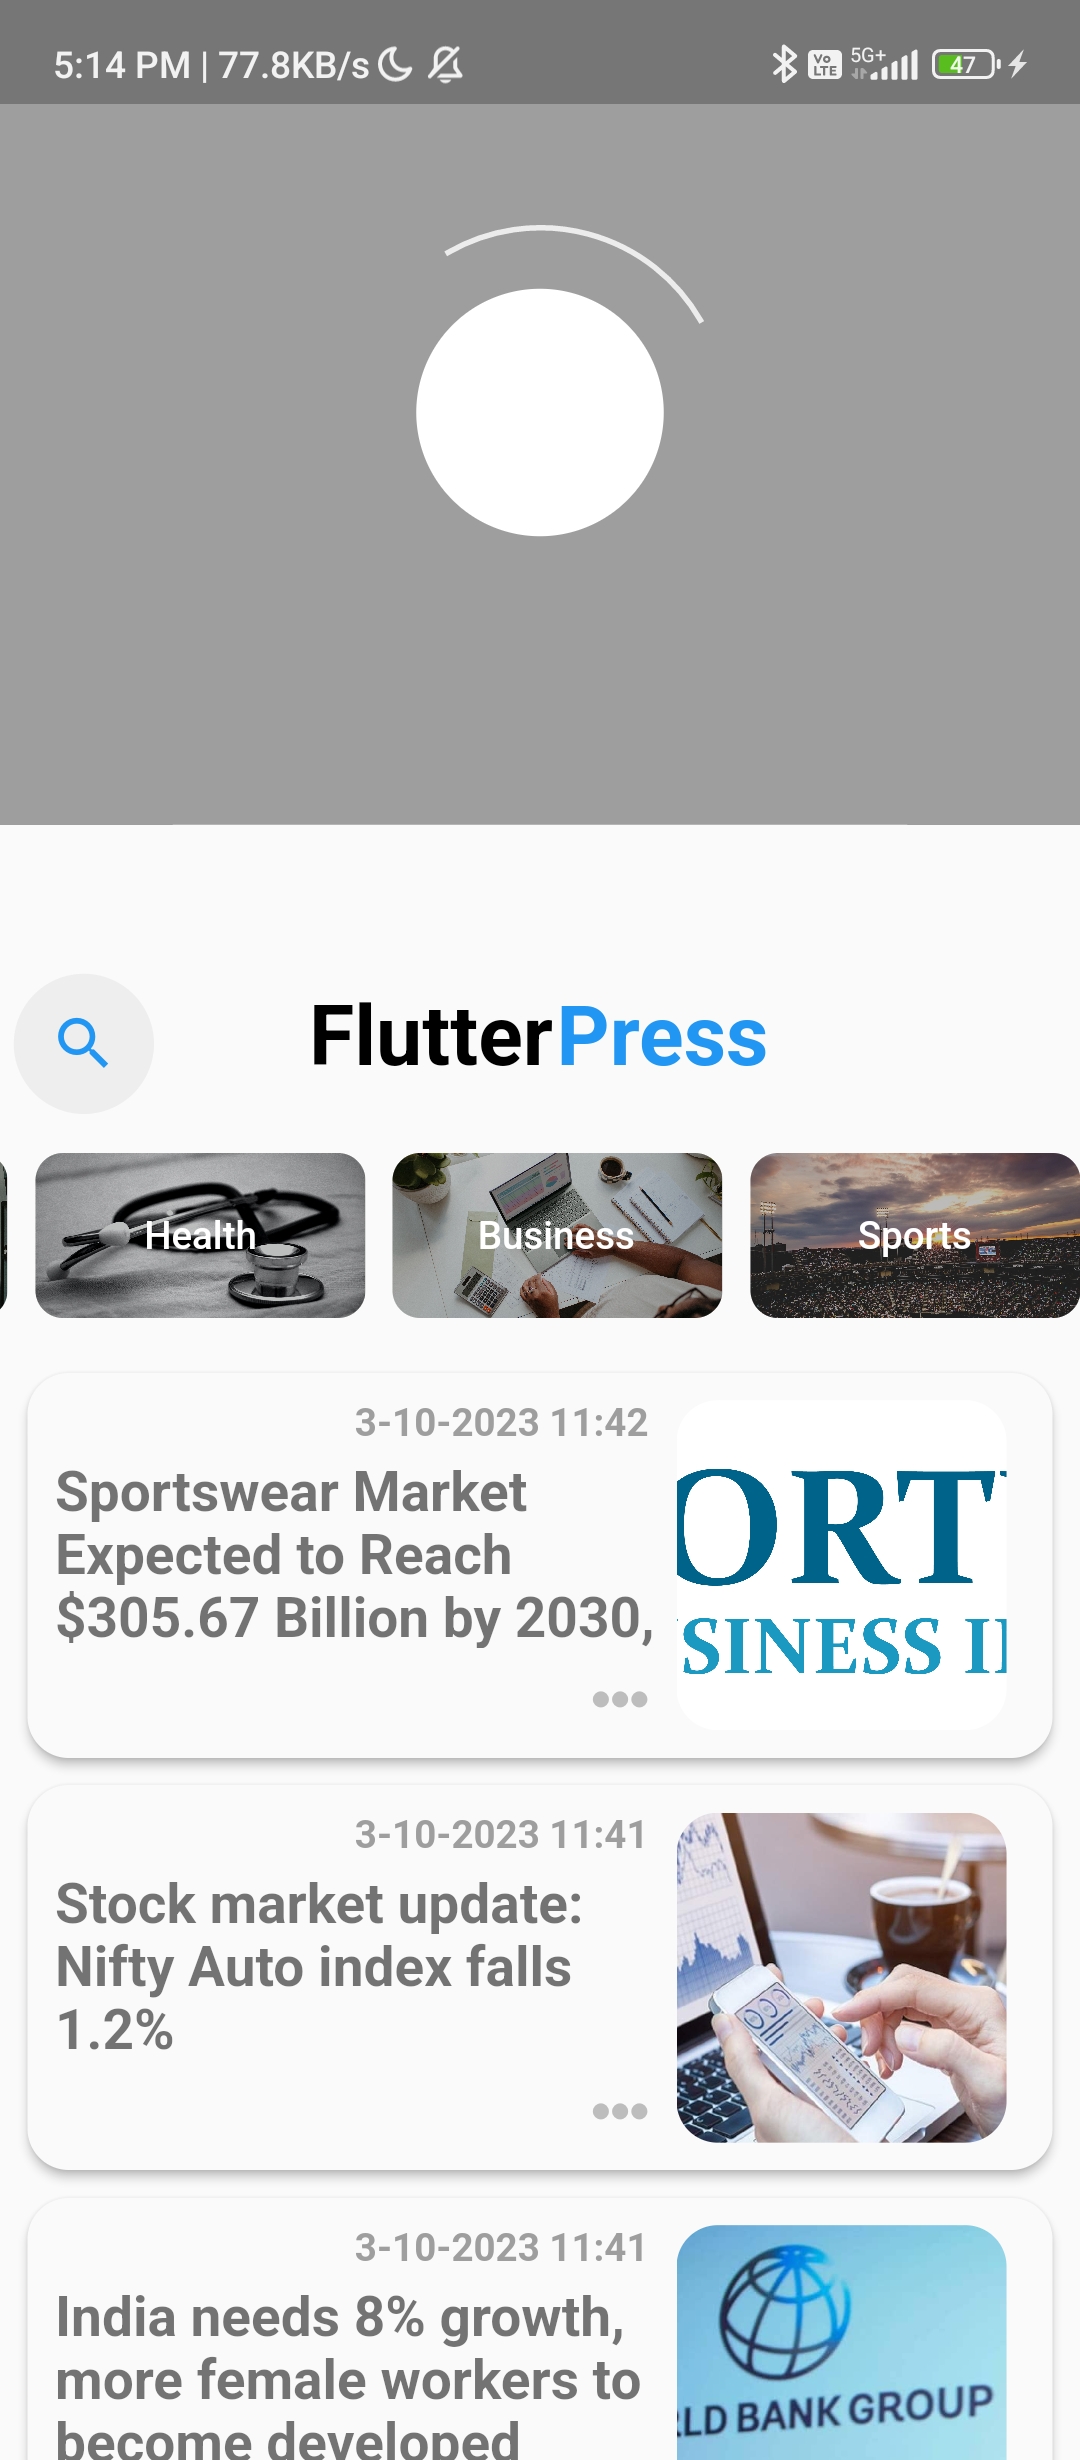 5:14 PM | 77.8KB/s
Vo LTE 5G+ 47
FlutterPress
Health
Business
Sports
3-10-2023 11:42
Sportswear Market
Expected to Reach
$305.67 Billion by 2030,
ORT
SINESS
3-10-2023 11:41
Stock market update:
Nifty Auto index falls
1.2%
3-10-2023 11:41
India needs 8% growth,
more female workers to
become developed
RLD BANK GROUP